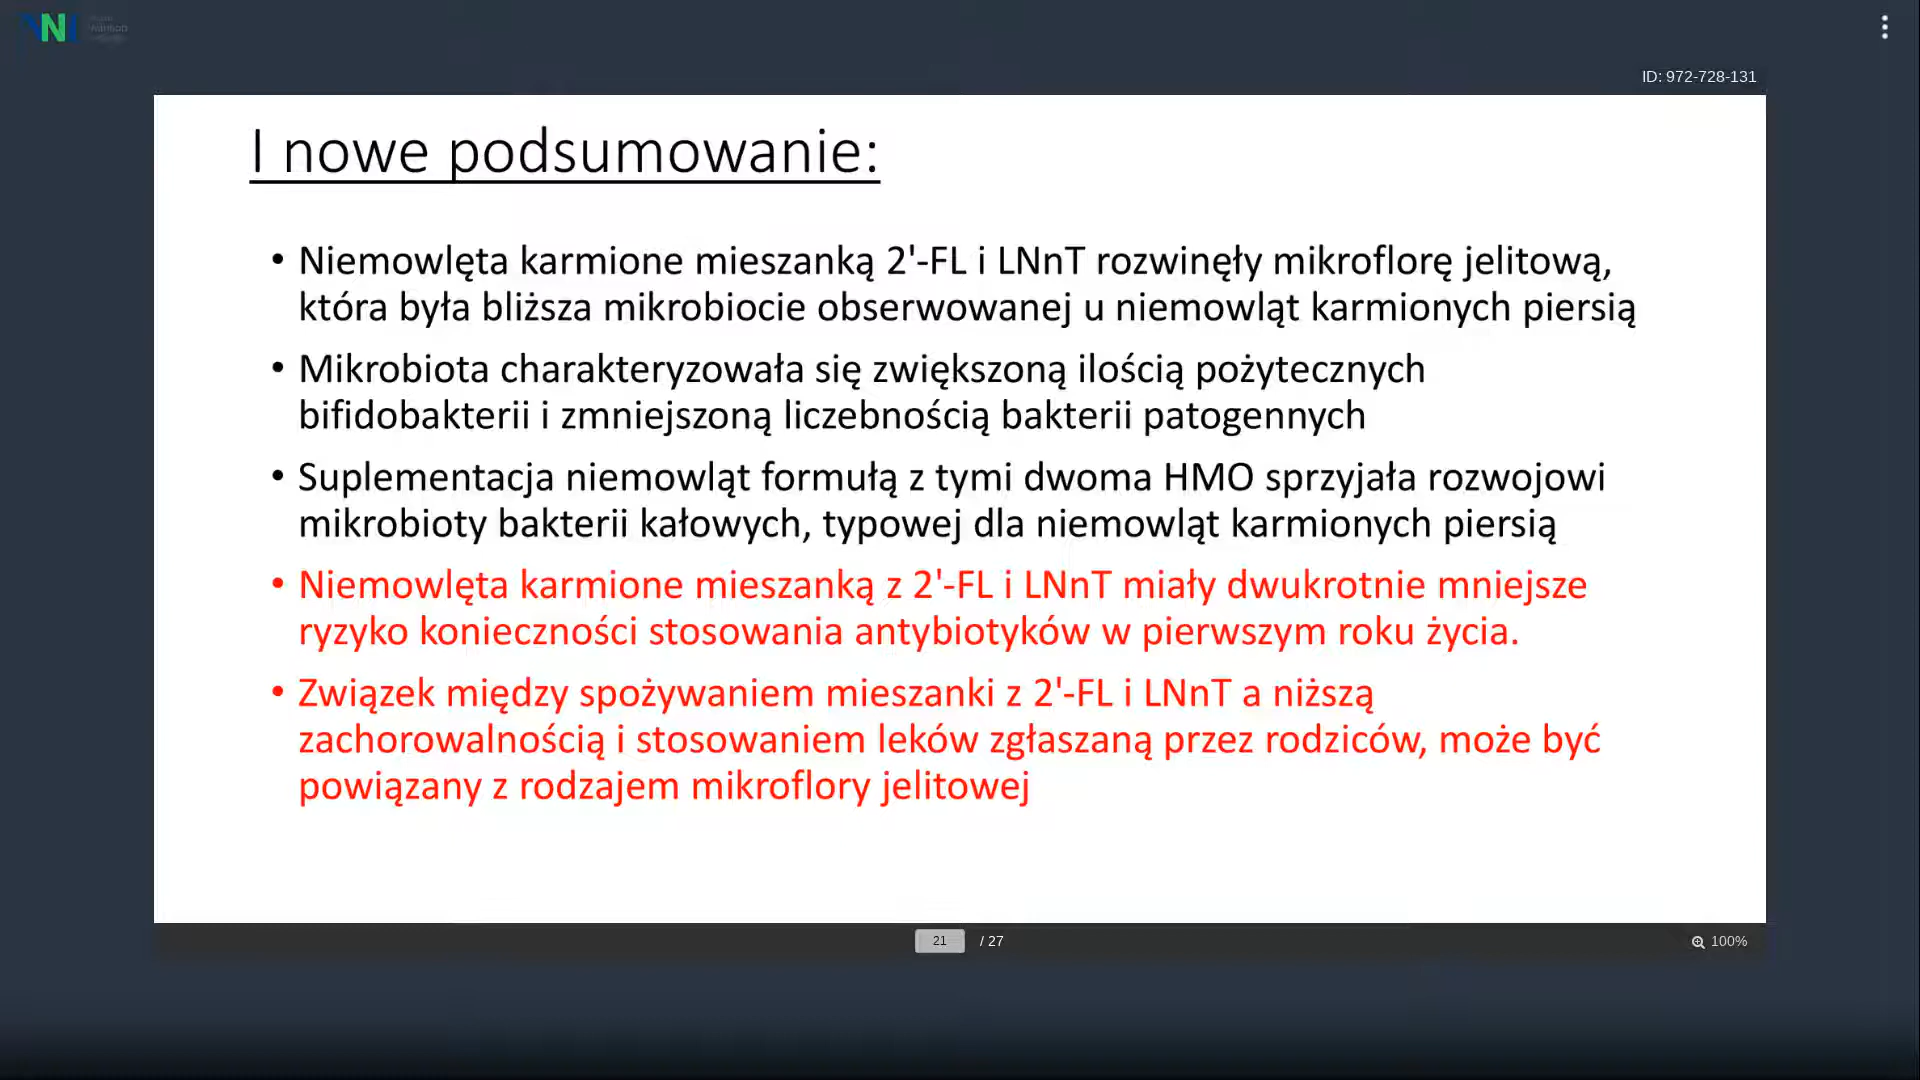 ID: 972-728-131
I nowe podsumowanie:
• Niemowlęta karmione mieszanką 2'-FL i LNnT rozwinęły mikroflorę jelitową,
która była bliższa mikrobiocie obserwowanej u niemowląt karmionych piersią
• Mikrobiota charakteryzowała się zwiększoną ilością pożytecznych
bifidobakterii i zmniejszoną liczebnością bakterii patogennych
• Suplementacja niemowląt formułą z tymi dwoma HMO sprzyjała rozwojowi
mikrobioty bakterii kałowych, typowej dla niemowląt karmionych piersią
• Niemowlęta karmione mieszanką z 2'-FL i LNnT miały dwukrotnie mniejsze
ryzyko konieczności stosowania antybiotyków w pierwszym roku życia.
• Związek między spożywaniem mieszanki z 2'-FL i LNnT a niższą
zachorowalnością i stosowaniem leków zgłaszaną przez rodziców, może być
powiązany z rodzajem mikroflory jelitowej
21 / 27
100%